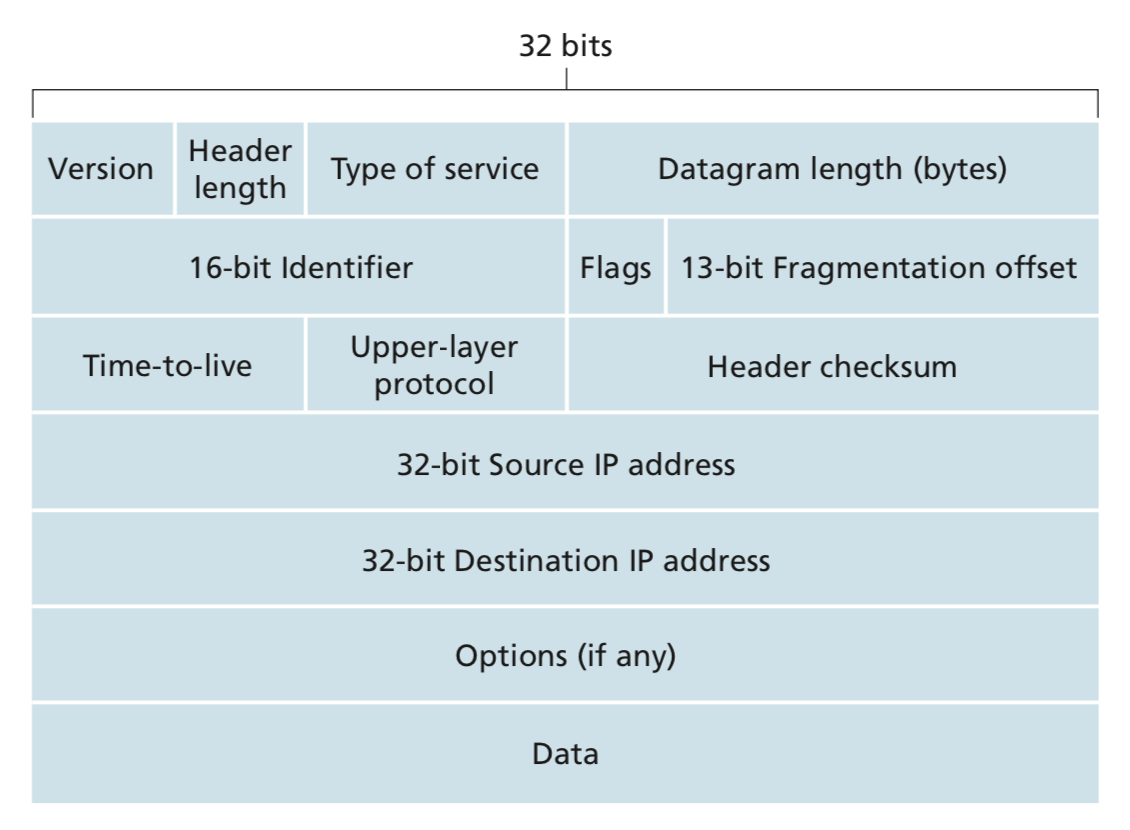 32 bits
Version
Header
length
Type of service
Datagram length (bytes)
16-bit Identifier
Flags
13-bit Fragmentation offset
Time-to-live
Upper-layer
protocol
Header checksum
32-bit Source IP address
32-bit Destination IP address
Options (if any)
Data